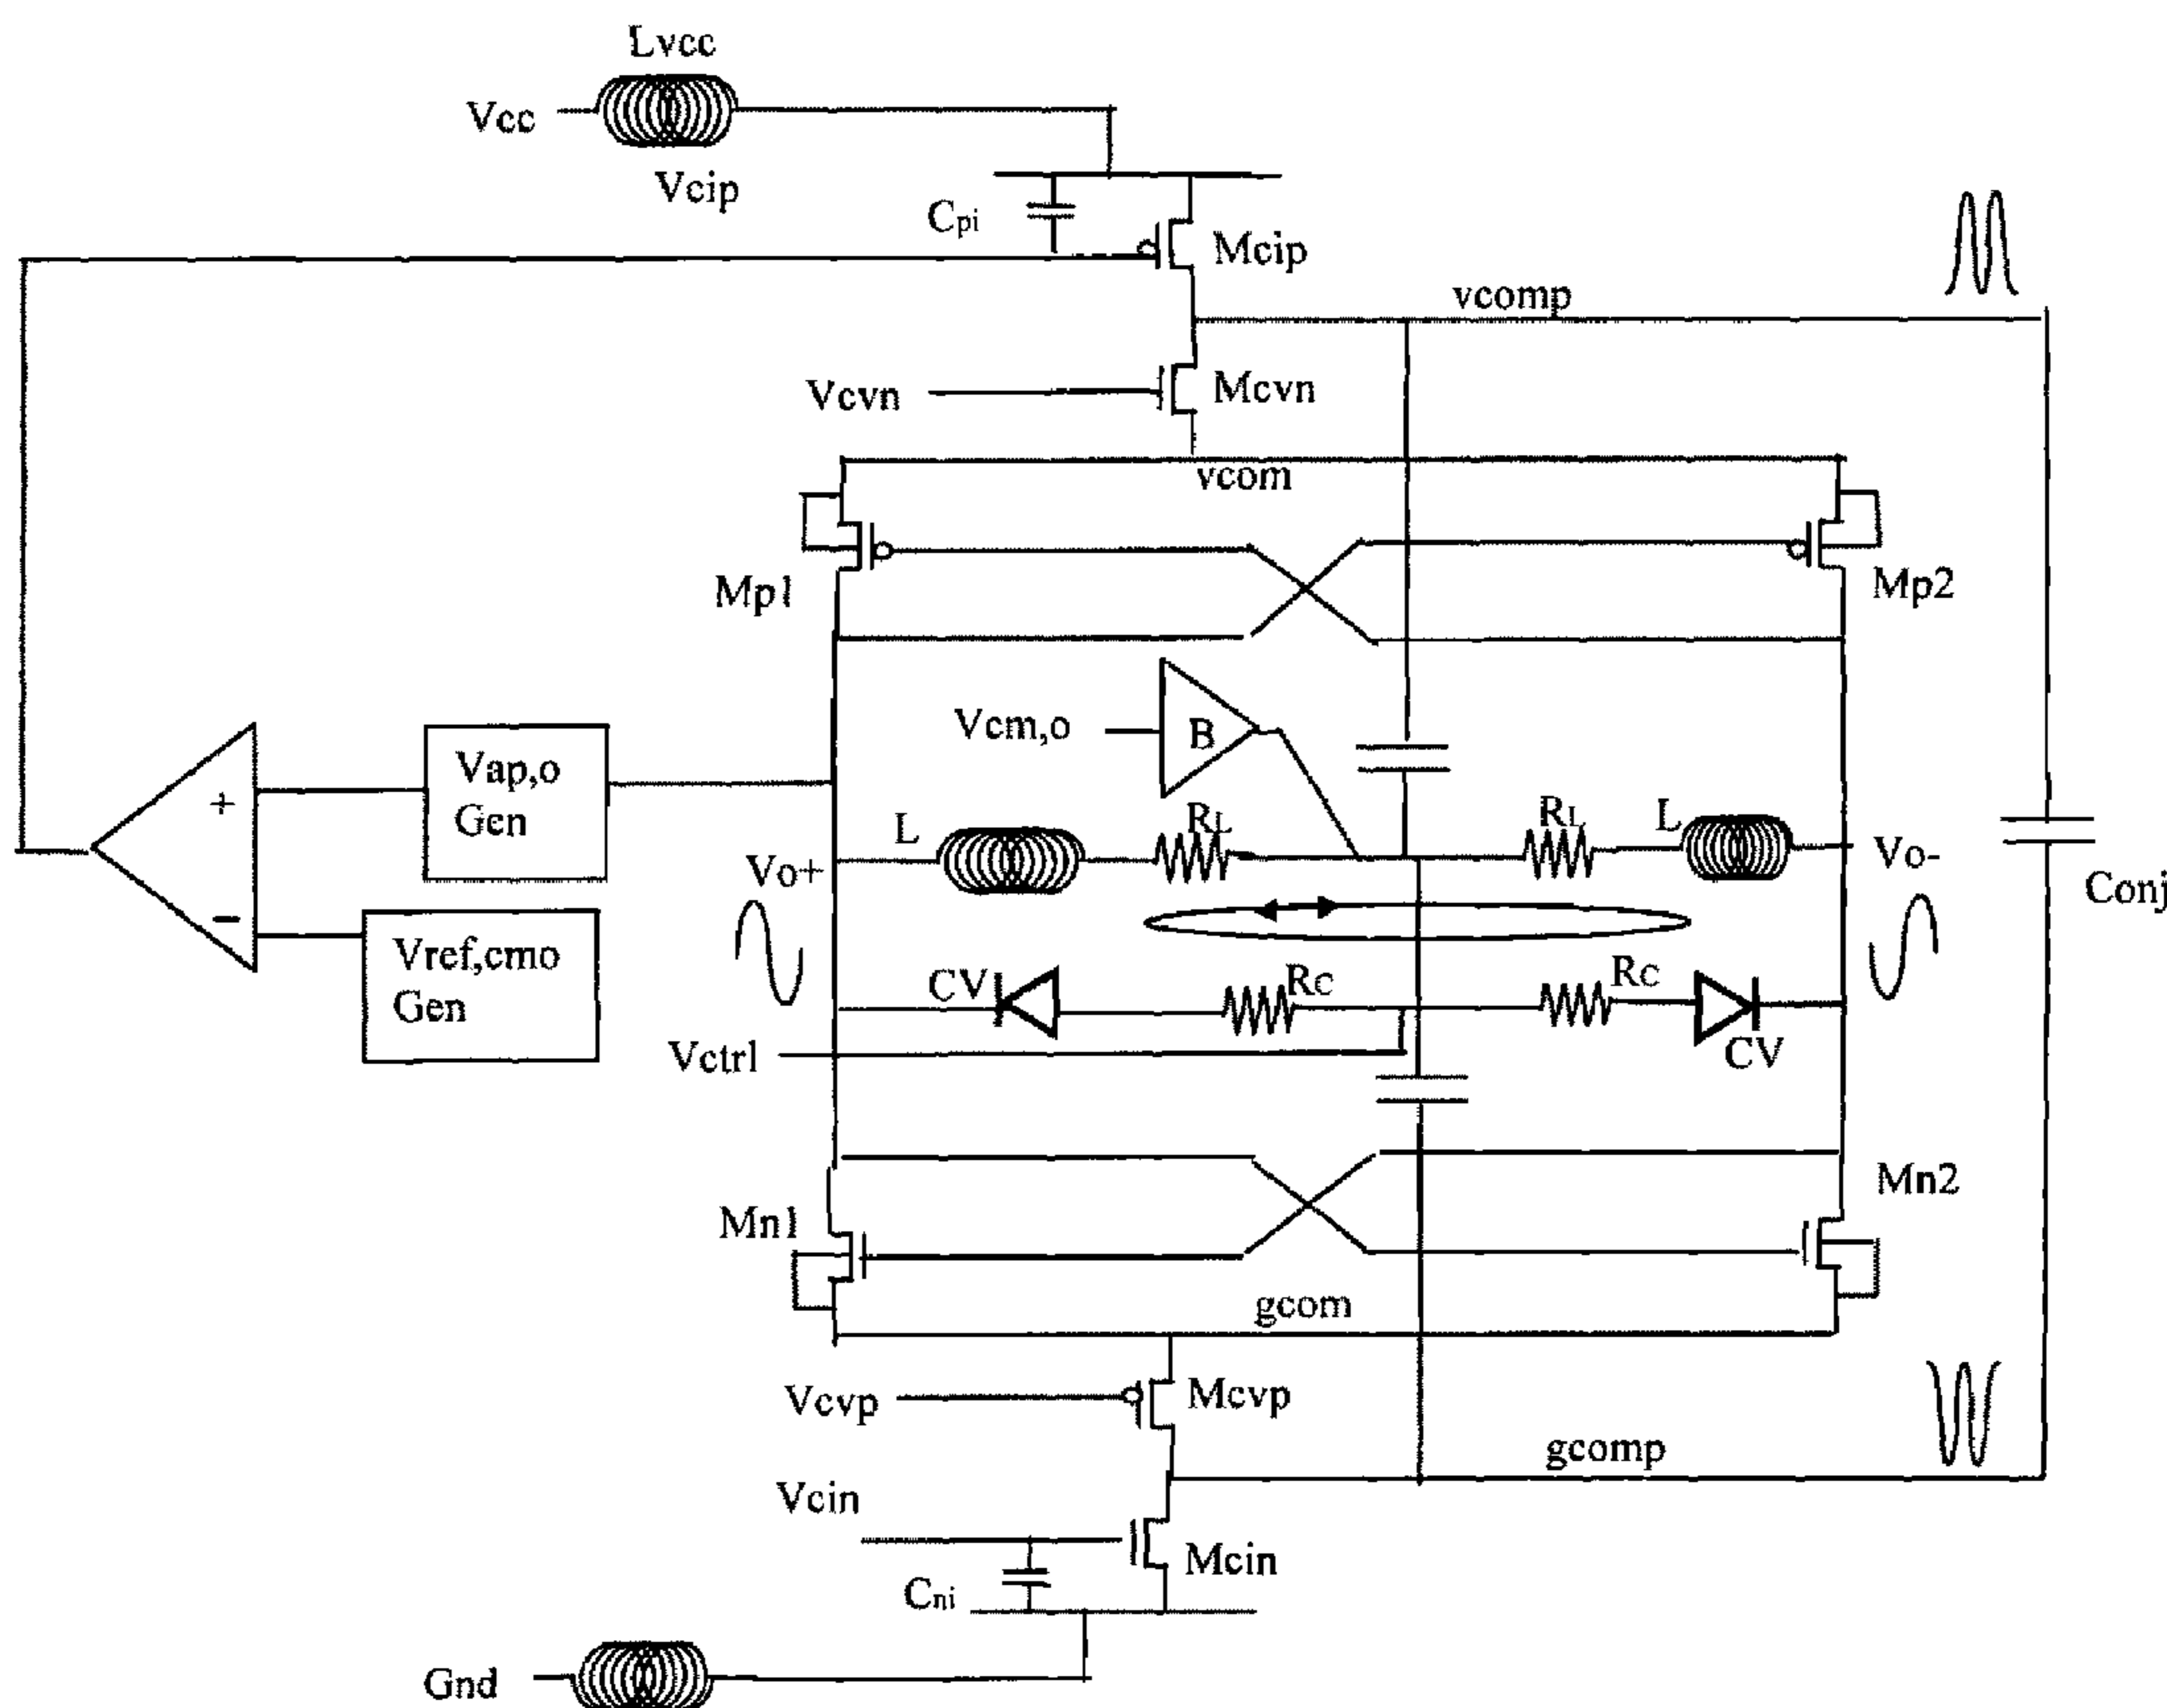 Lvcc
Vcc
Vcip
Cpi
Mcip
vcomp
Vcvn
Mcvn
vcom
Mp1
Mp2
Vcm,o
B
Vap,o
Gen
+
L
RL
RL
L
Vo+
Vo-
Conj
−
Vref,cmo
Gen
CV
RC
RC
CV
Vctrl
Mn1
Mn2
gcom
Vcvp
Mcvp
gcomp
Vcin
Mcin
Cni
Gnd